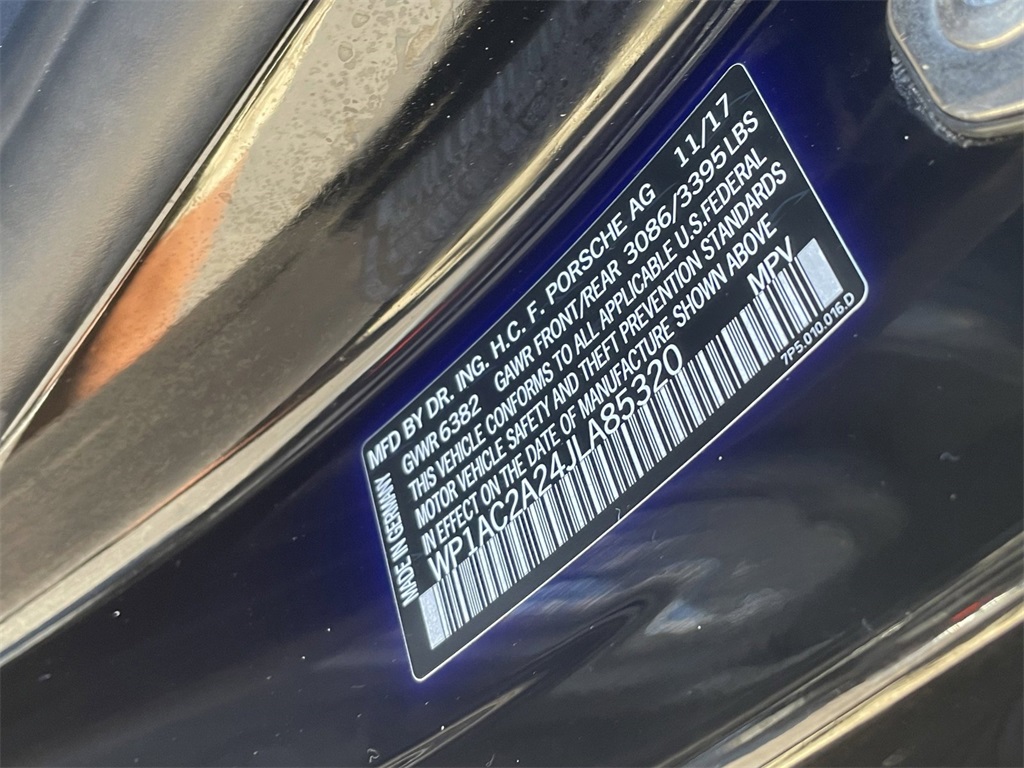 MFD BY DR. ING. H.C. F. PORSCHE AG 11/17
GVWR 6382 GAWR FRONT/REAR 3086/3395 LBS
THIS VEHICLE CONFORMS TO ALL APPLICABLE U.S.FEDERAL
MOTOR VEHICLE SAFETY AND THEFT PREVENTION STANDARDS
IN EFFECT ON THE DATE OF MANUFACTURE SHOWN ABOVE
WP1AC2A24JLA85320 MPV
MADE IN GERMANY
7P5.010.016.D